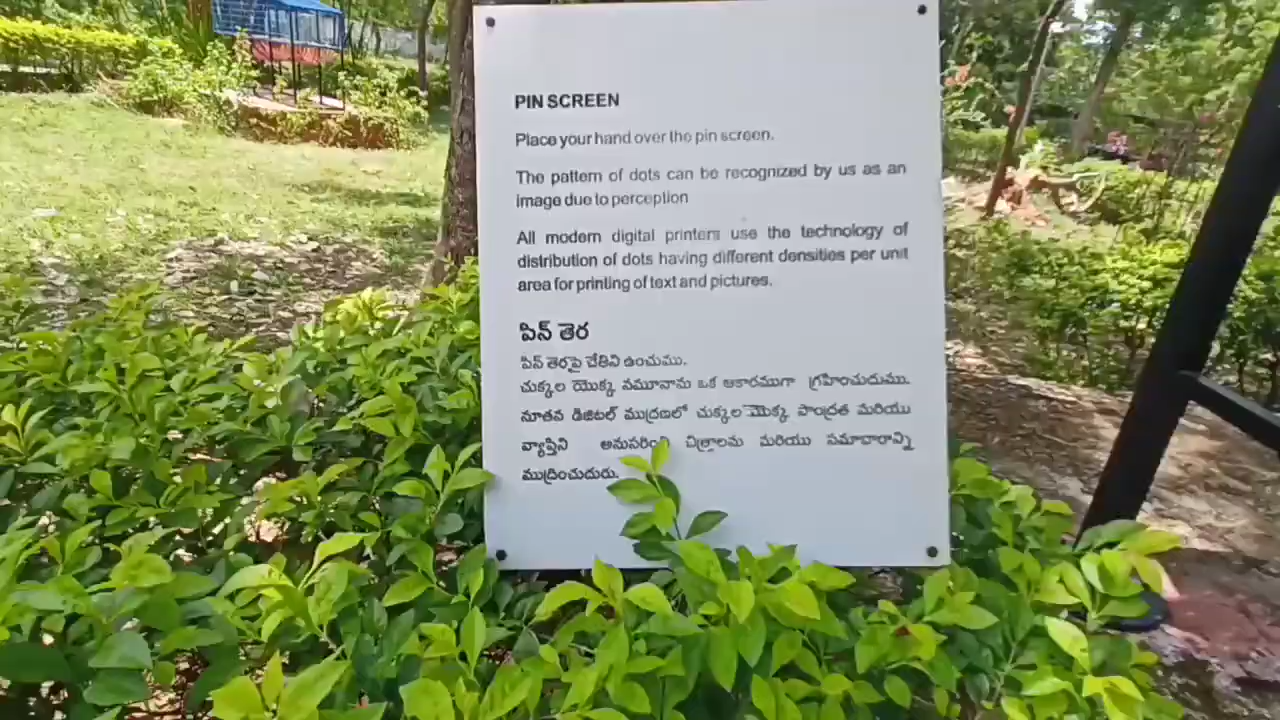 PIN SCREEN
Place your hand over the pin screen.
The pattern of dots can be recognized by us as an
image due to perception
All modern digital printers use the technology of
distribution of dots having different densities per unit
area for printing of text and pictures.
పిన్ తెర
పిన్ తెరపై చేతిని ఉంచుము.
చుక్కల యొక్క నమూనాను ఒక ఆకారముగా గ్రహించుదుము.
నూతన డిజిటల్ ముద్రణలో చుక్కల యొక్క సాంద్రత మరియు
వ్యాప్తిని అనుసరించి చిత్రాలను మరియు సమాచారాన్ని
ముద్రించుదురు.